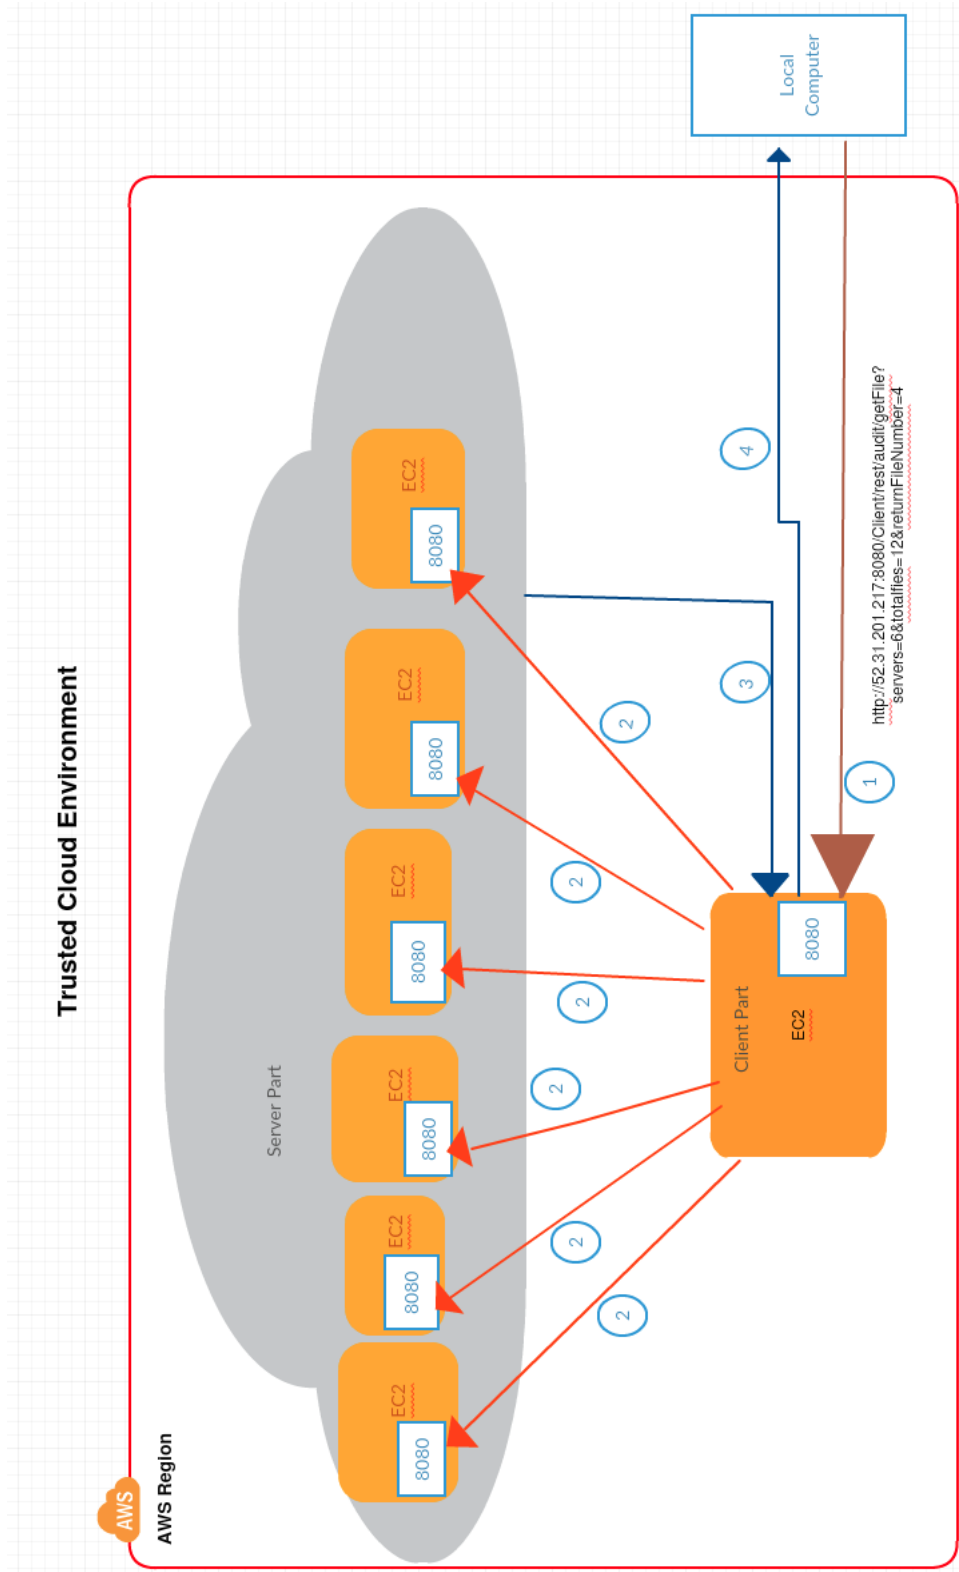 Trusted Cloud Environment
AWS
AWS Region
Server Part
EC2
8080
EC2
8080
EC2
8080
EC2
8080
EC2
8080
EC2
8080
2
2
2
2
2
2
3
4
Client Part
EC2
8080
1
http://52.31.201.217:8080/Client/rest/audit/getFile?
servers=6&totalfies=12&returnFileNumber=4
Local
Computer